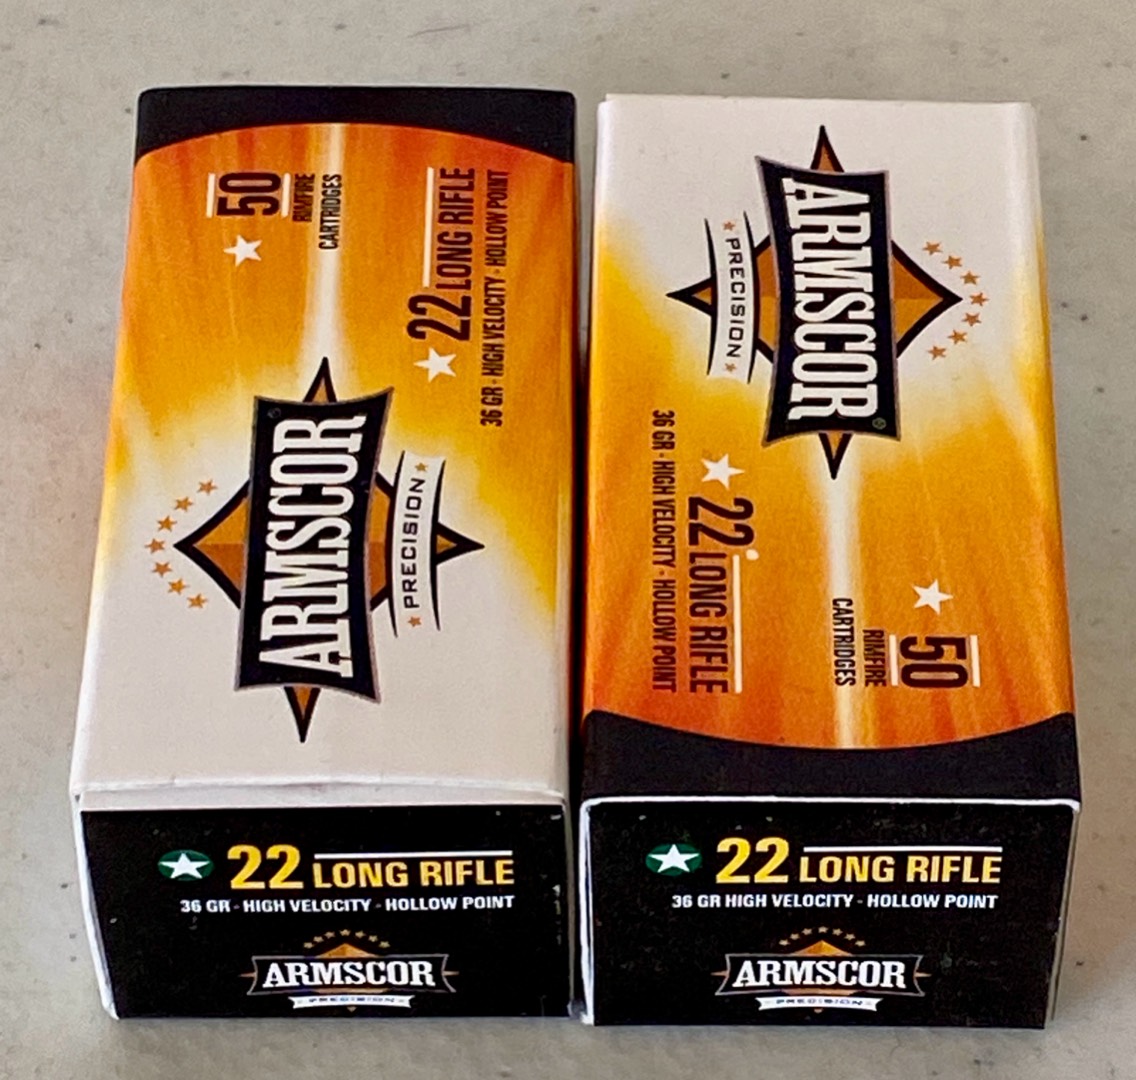 50
RIMFIRE
CARTRIDGES
22 LONG RIFLE
36 GR - HIGH VELOCITY - HOLLOW POINT
ARMSCOR
®
PRECISION
22 LONG RIFLE
36 GR - HIGH VELOCITY - HOLLOW POINT
ARMSCOR
PRECISION
ARMSCOR
®
PRECISION
22 LONG RIFLE
36 GR - HIGH VELOCITY - HOLLOW POINT
50
RIMFIRE
CARTRIDGES
22 LONG RIFLE
36 GR HIGH VELOCITY - HOLLOW POINT
ARMSCOR
PRECISION